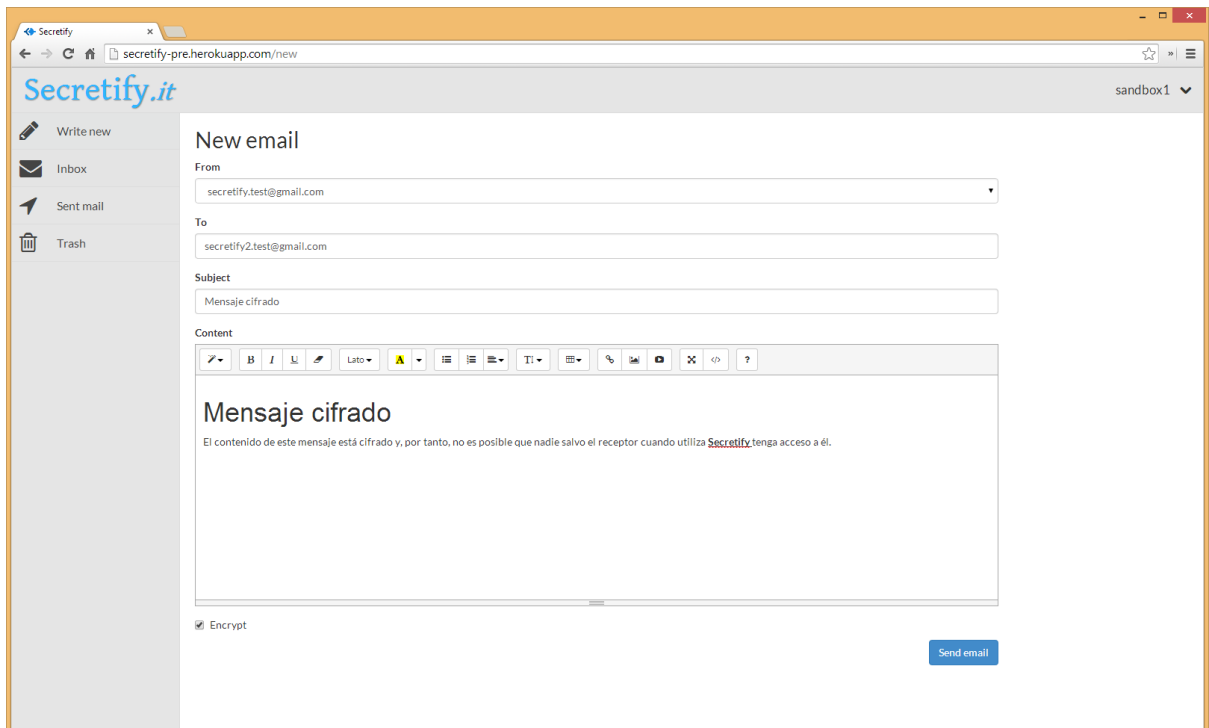 Secretify
secretify-pre.herokuapp.com/new
Secretify.it
sandbox1
Write new
Inbox
Sent mail
Trash
New email
From
secretify.test@gmail.com
To
secretify2.test@gmail.com
Subject
Mensaje cifrado
Content
B I U Lato A T ?
Mensaje cifrado
El contenido de este mensaje está cifrado y, por tanto, no es posible que nadie salvo el receptor cuando utiliza Secretify tenga acceso a él.
Encrypt
Send email